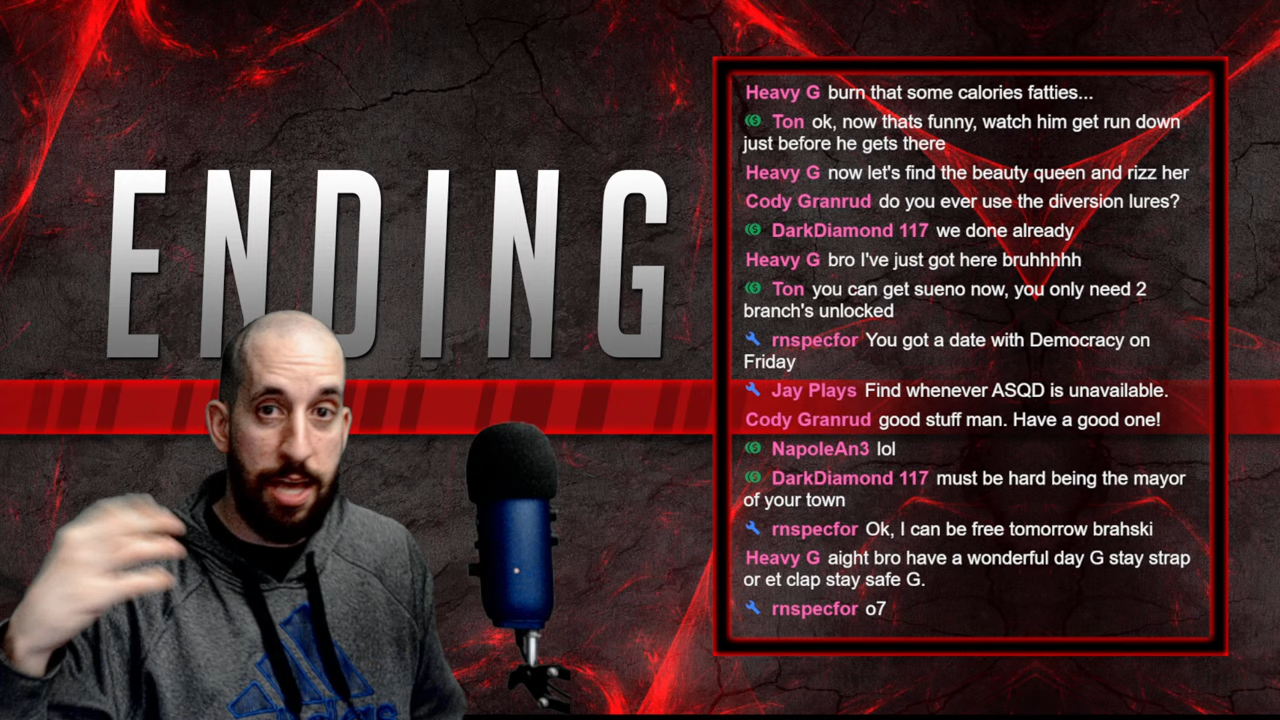 ENDING
Heavy G burn that some calories fatties...
Ton ok, now thats funny, watch him get run down
just before he gets there
Heavy G now let's find the beauty queen and rizz her
Cody Granrud do you ever use the diversion lures?
DarkDiamond 117 we done already
Heavy G bro I've just got here bruhhhhh
Ton you can get sueno now, you only need 2
branch's unlocked
rnspecfor You got a date with Democracy on
Friday
Jay Plays Find whenever ASQD is unavailable.
Cody Granrud good stuff man. Have a good one!
NapoleAn3 lol
DarkDiamond 117 must be hard being the mayor
of your town
rnspecfor Ok, I can be free tomorrow brahski
Heavy G aight bro have a wonderful day G stay strap
or et clap stay safe G.
rnspecfor o7